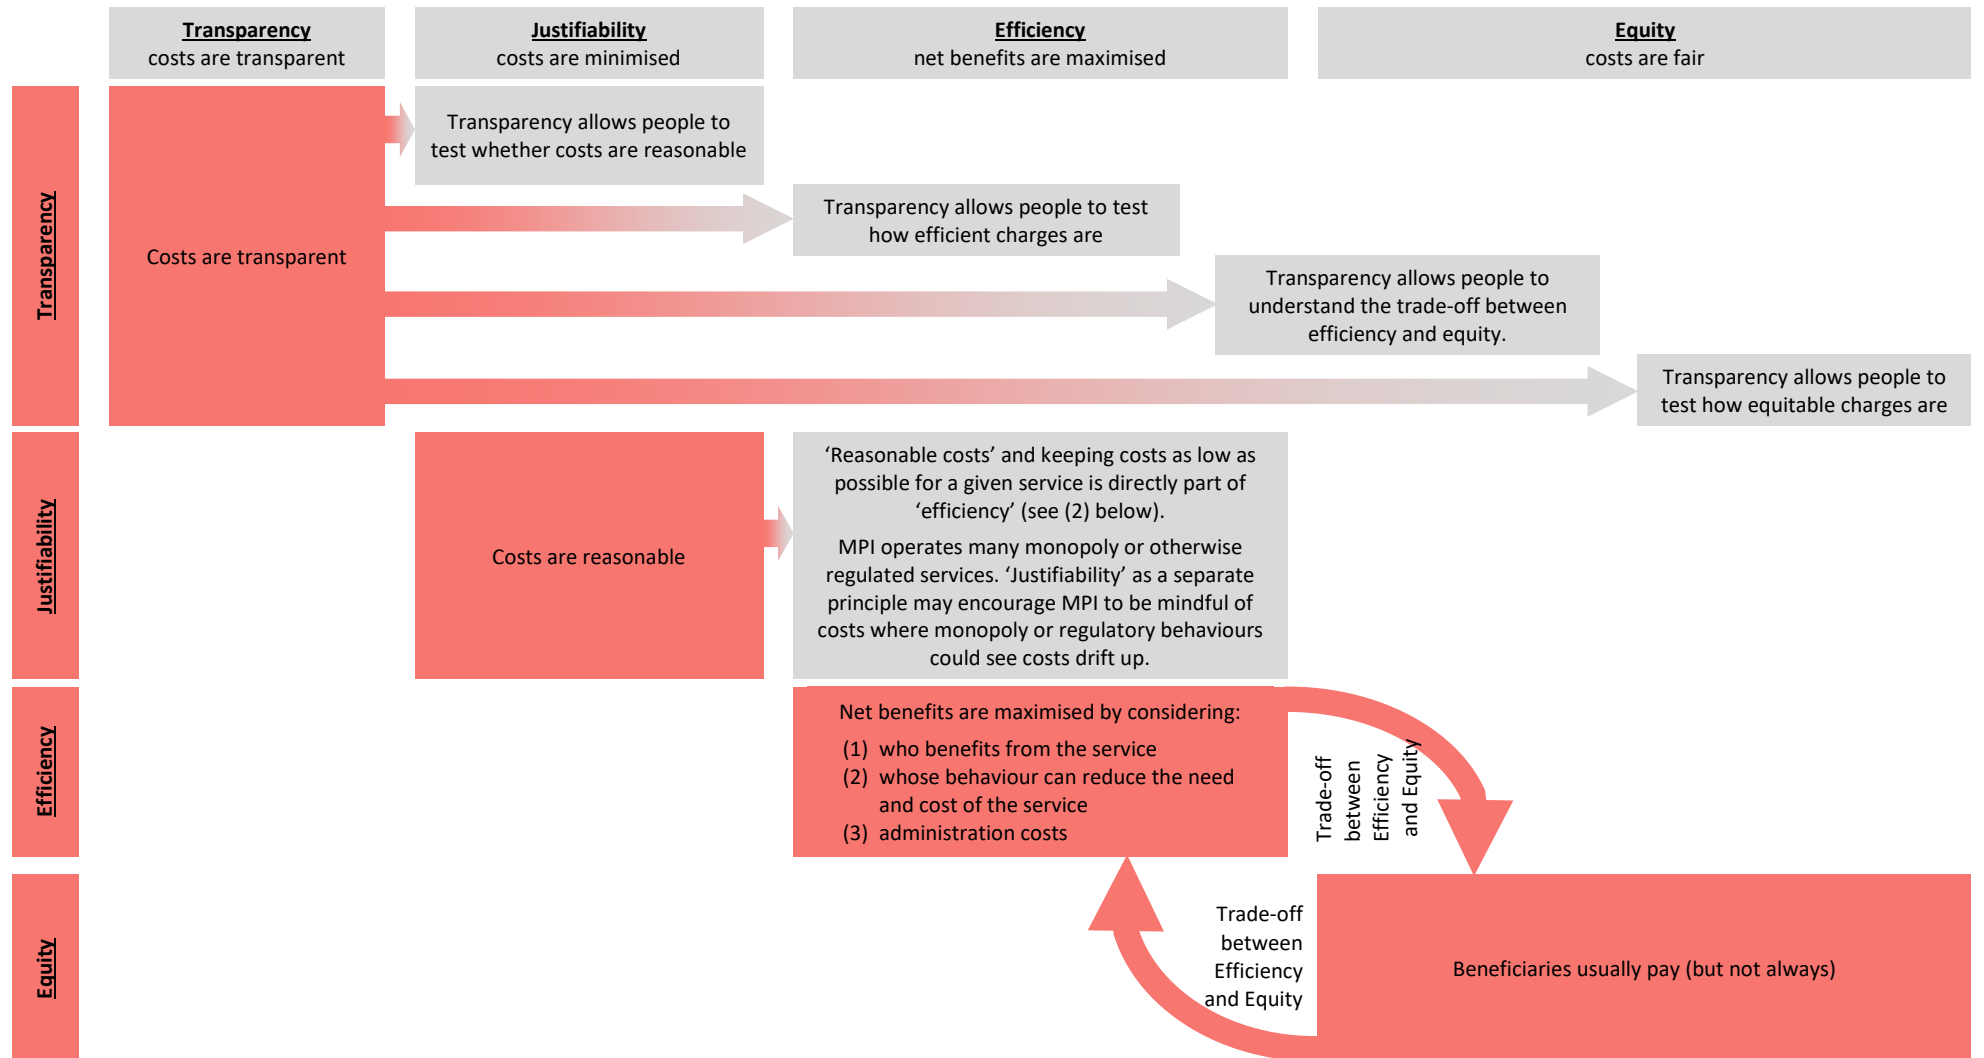 Transparency
costs are transparent
Justifiability
costs are minimised
Efficiency
net benefits are maximised
Equity
costs are fair
Transparency
Costs are transparent
Transparency allows people to
test whether costs are reasonable
Transparency allows people to test
how efficient charges are
Transparency allows people to
understand the trade-off between
efficiency and equity.
Transparency allows people to
test how equitable charges are
Justifiability
Costs are reasonable
‘Reasonable costs’ and keeping costs as low as
possible for a given service is directly part of
‘efficiency’ (see (2) below).
MPI operates many monopoly or otherwise
regulated services. ‘Justifiability’ as a separate
principle may encourage MPI to be mindful of
costs where monopoly or regulatory behaviours
could see costs drift up.
Efficiency
Net benefits are maximised by considering:
(1) who benefits from the service
(2) whose behaviour can reduce the need
and cost of the service
(3) administration costs
Trade-off
between
Efficiency
and Equity
Equity
Trade-off
between
Efficiency
and Equity
Beneficiaries usually pay (but not always)